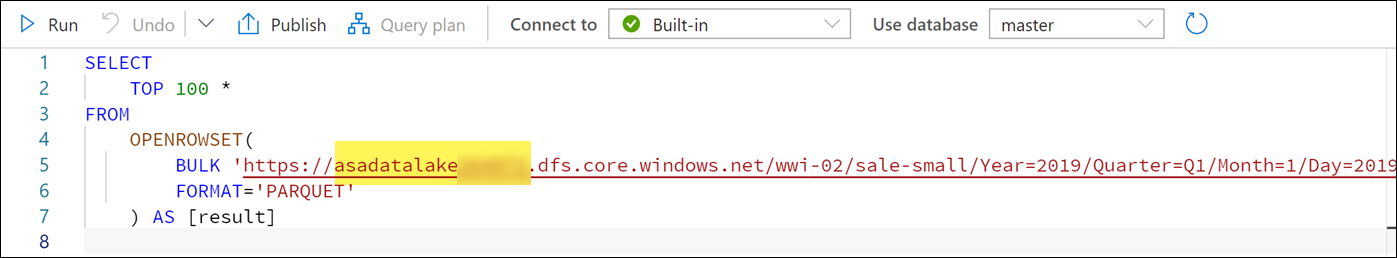 Run Undo Publish Query plan Connect to Built-in Use database master
1 SELECT
2 TOP 100 *
3 FROM
4 OPENROWSET(
5 BULK 'https://asadatalake .dfs.core.windows.net/wwi-02/sale-small/Year=2019/Quarter=Q1/Month=1/Day=2019
6 FORMAT='PARQUET'
7 ) AS [result]
8